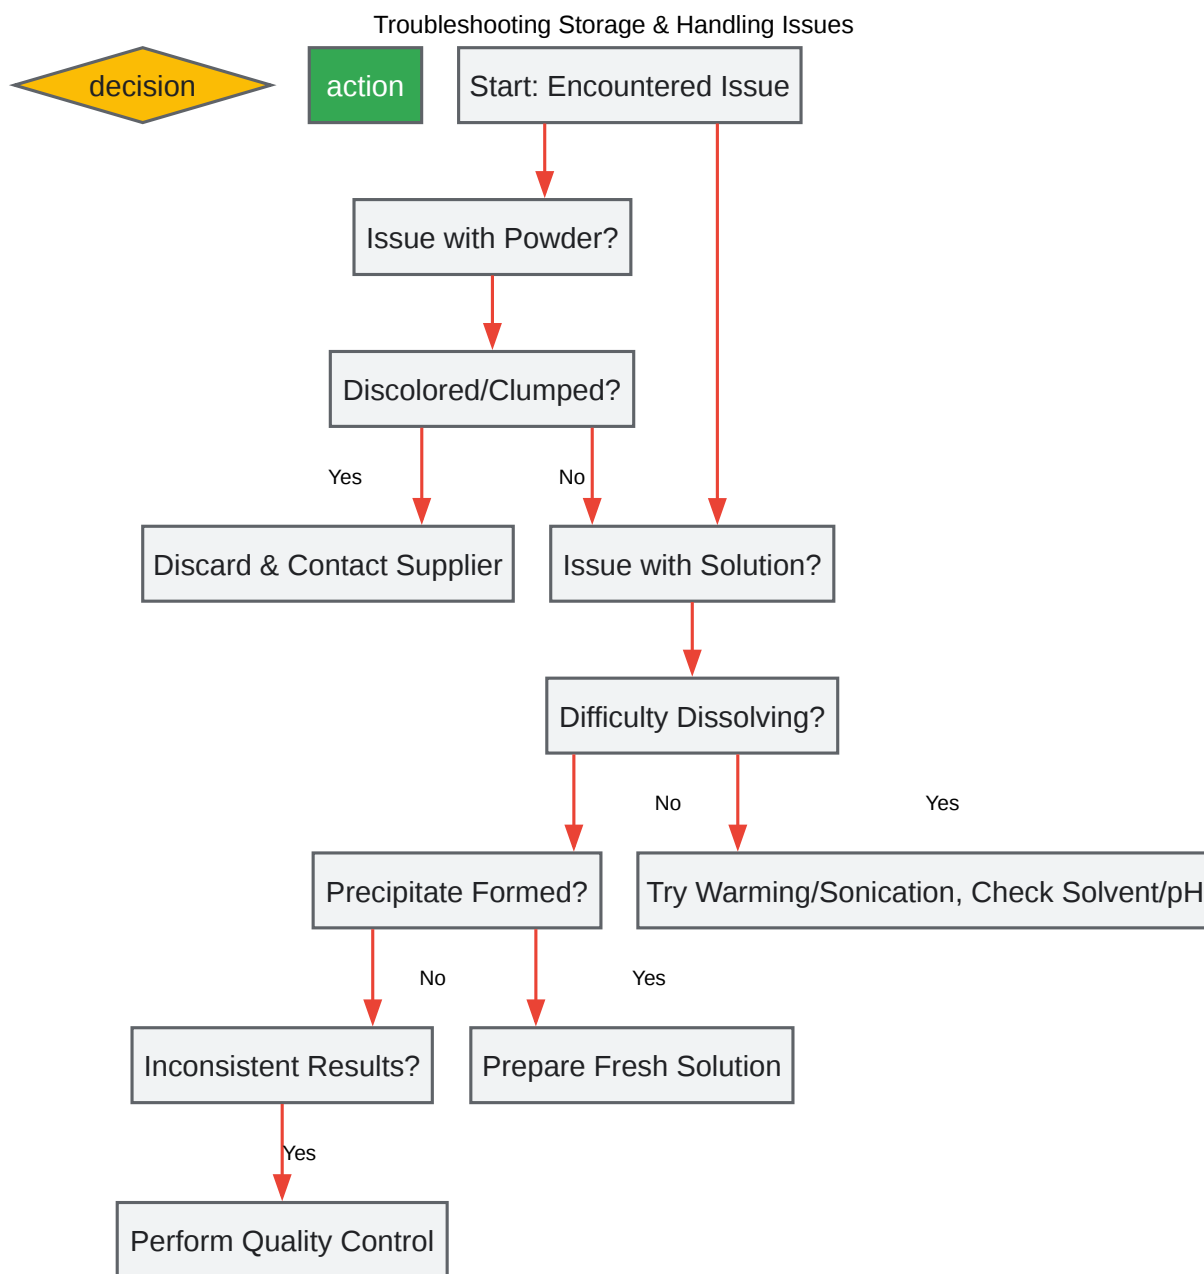 Troubleshooting Storage & Handling Issues
decision
action
Start: Encountered Issue
Issue with Powder?
Discolored/Clumped?
Yes
No
Discard & Contact Supplier
Issue with Solution?
Difficulty Dissolving?
No
Yes
Precipitate Formed?
Try Warming/Sonication, Check Solvent/pH
No
Yes
Inconsistent Results?
Prepare Fresh Solution
Yes
Perform Quality Control